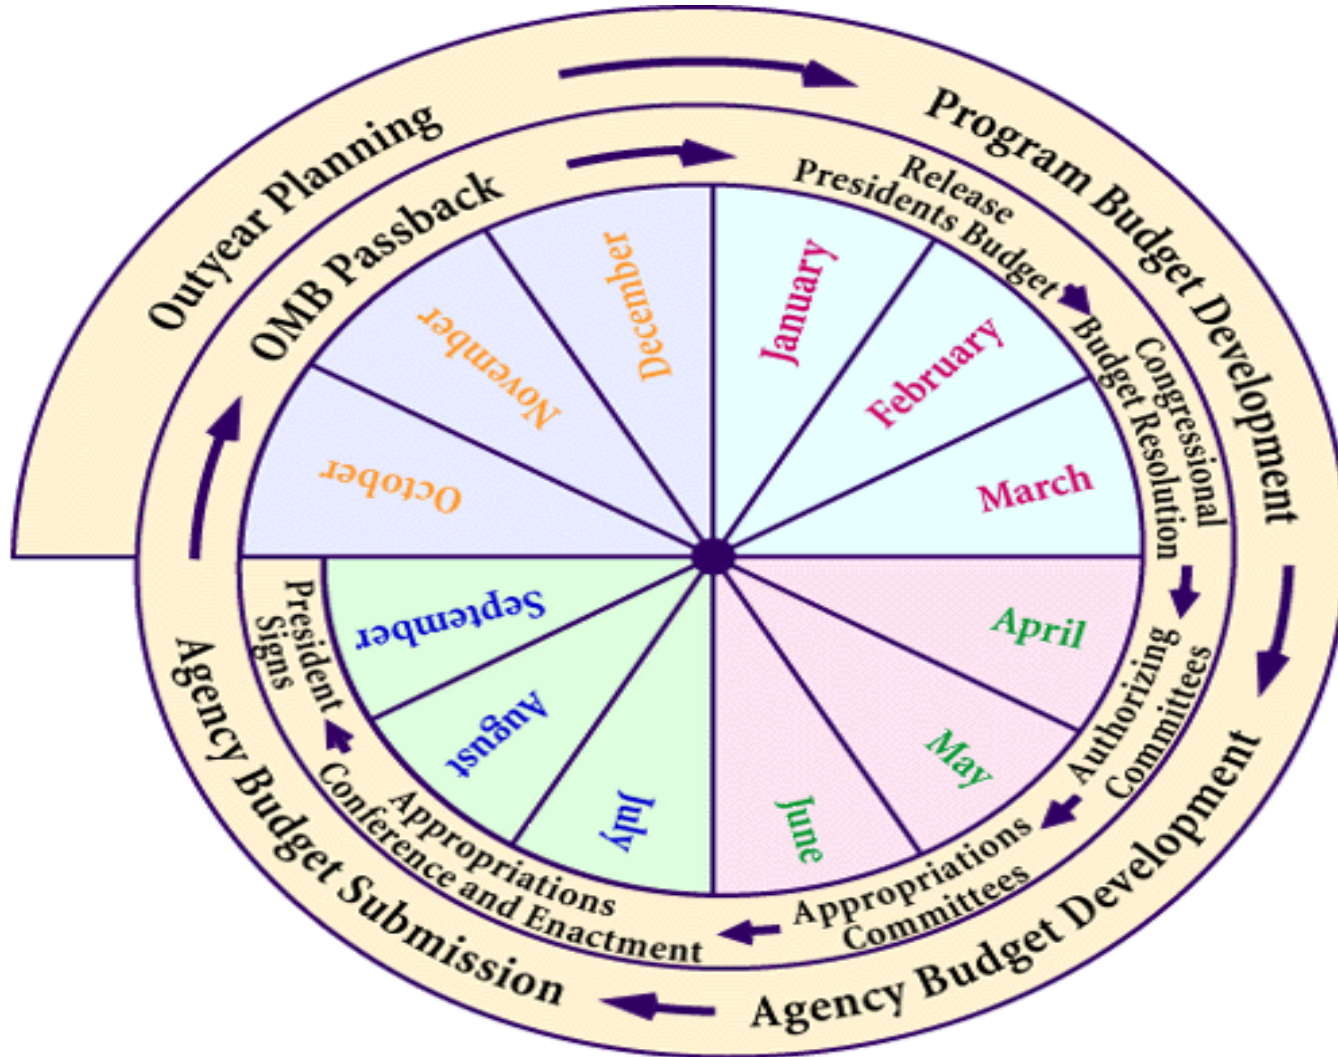 Outyear Planning
Program Budget Development
Agency Budget Development
Agency Budget Submission
OMB Passback
Release
Presidents Budget
Congressional
Budget Resolution
Authorizing
Committees
Appropriations
Committees
Appropriations
Conference and Enactment
President
Signs
January
February
March
April
May
June
July
August
September
October
November
December